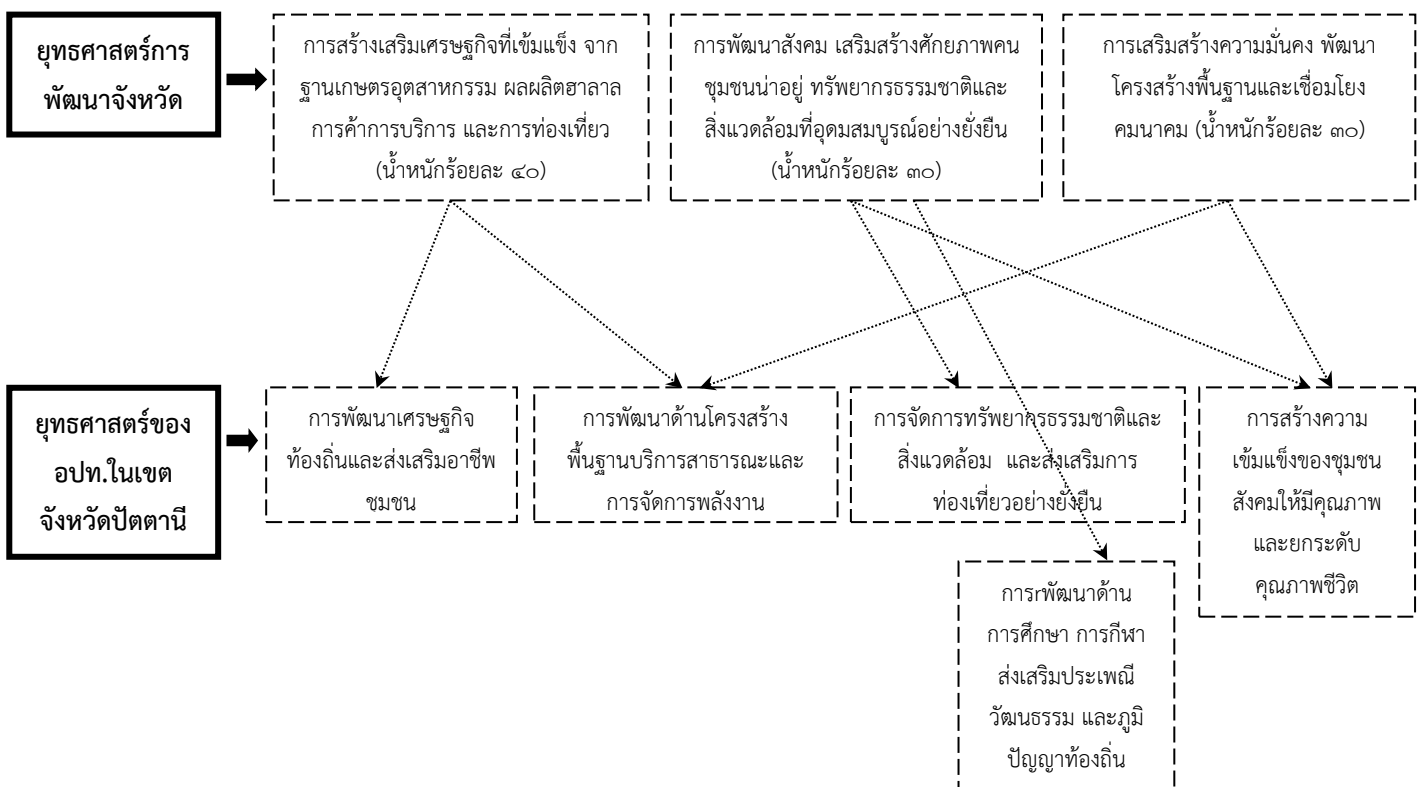 ยุทธศาสตร์การ
พัฒนาจังหวัด
การสร้างเสริมเศรษฐกิจที่เข้มแข็ง จาก
ฐานเกษตรอุตสาหกรรม ผลผลิตฮาลาล
การค้าการบริการ และการท่องเที่ยว
(น้ำหนักร้อยละ ๔๐)
การพัฒนาสังคม เสริมสร้างศักยภาพคน
ชุมชนน่าอยู่ ทรัพยากรธรรมชาติและ
สิ่งแวดล้อมที่อุดมสมบูรณ์อย่างยั่งยืน
(น้ำหนักร้อยละ ๓๐)
การเสริมสร้างความมั่นคง พัฒนา
โครงสร้างพื้นฐานและเชื่อมโยง
คมนาคม (น้ำหนักร้อยละ ๓๐)
ยุทธศาสตร์ของ
อปท.ในเขต
จังหวัดปัตตานี
การพัฒนาเศรษฐกิจ
ท้องถิ่นและส่งเสริมอาชีพ
ชุมชน
การพัฒนาด้านโครงสร้าง
พื้นฐานบริการสาธารณะและ
การจัดการพลังงาน
การจัดการทรัพยากรธรรมชาติและ
สิ่งแวดล้อม และส่งเสริมการ
ท่องเที่ยวอย่างยั่งยืน
การสร้างความ
เข้มแข็งของชุมชน
สังคมให้มีคุณภาพ
และยกระดับ
คุณภาพชีวิต
การrพัฒนาด้าน
การศึกษา การกีฬา
ส่งเสริมประเพณี
วัฒนธรรม และภูมิ
ปัญญาท้องถิ่น